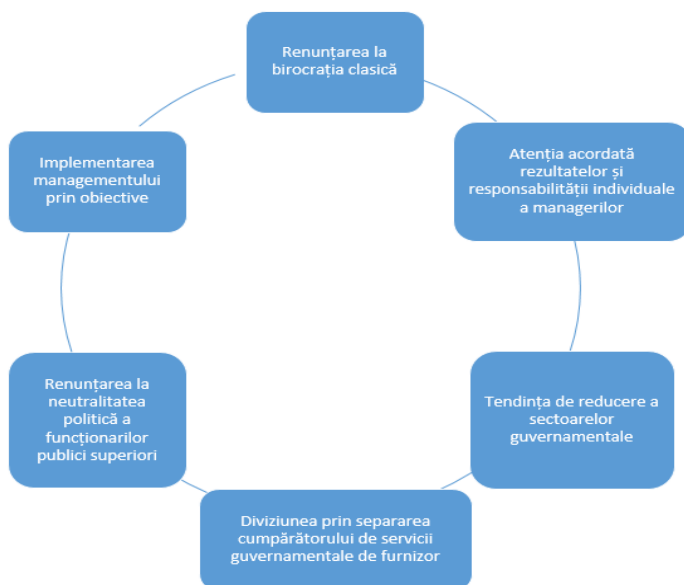 Renunțarea la
birocrația clasică
Atenția acordată
rezultatelor și
responsabilității individuale
a managerilor
Tendința de reducere a
sectoarelor
guvernamentale
Diviziunea prin separarea
cumpărătorului de servicii
guvernamentale de furnizor
Renunțarea la
neutralitatea
politică a
funcționarilor
publici superiori
Implementarea
managementului
prin obiective